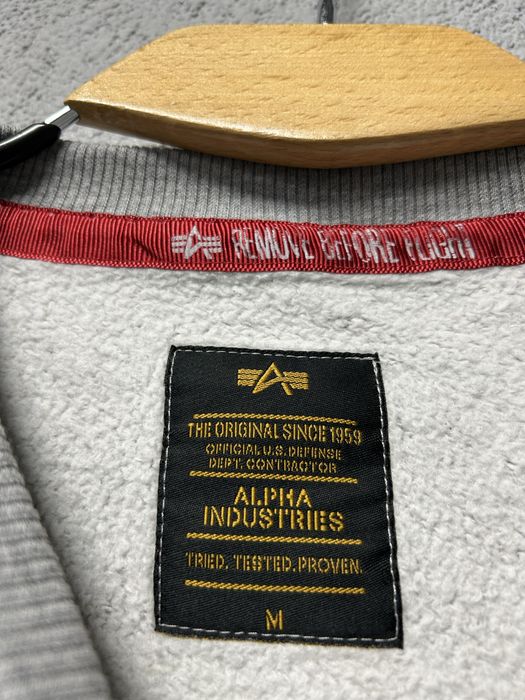 REMOVE BEFORE FLIGHT
THE ORIGINAL SINCE 1959
OFFICIAL U.S. DEFENSE
DEPT. CONTRACTOR
ALPHA
INDUSTRIES
TRIED. TESTED. PROVEN.
M